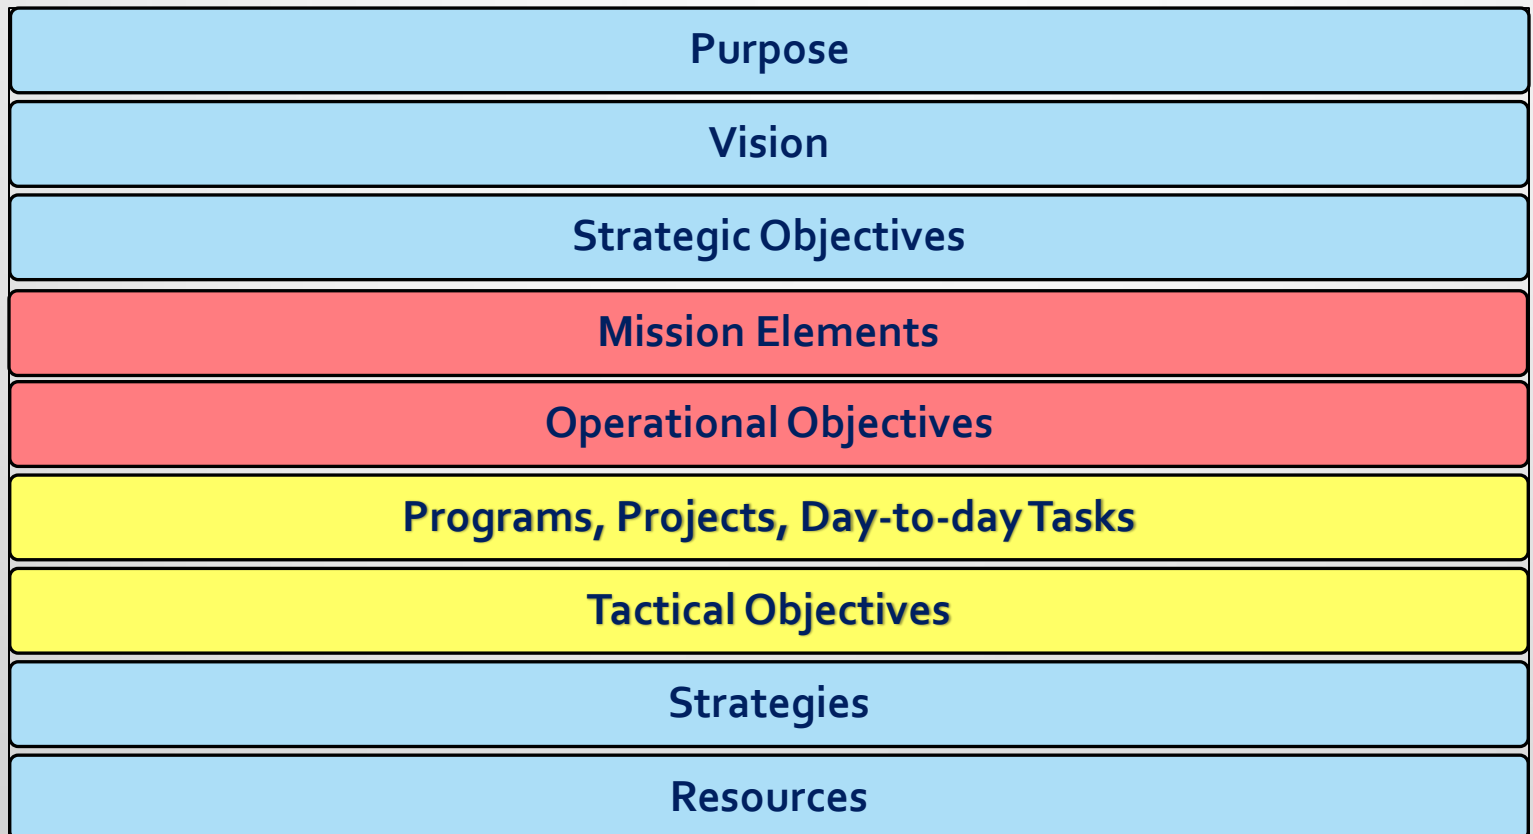 Purpose
Vision
Strategic Objectives
Mission Elements
Operational Objectives
Programs, Projects, Day-to-day Tasks
Tactical Objectives
Strategies
Resources